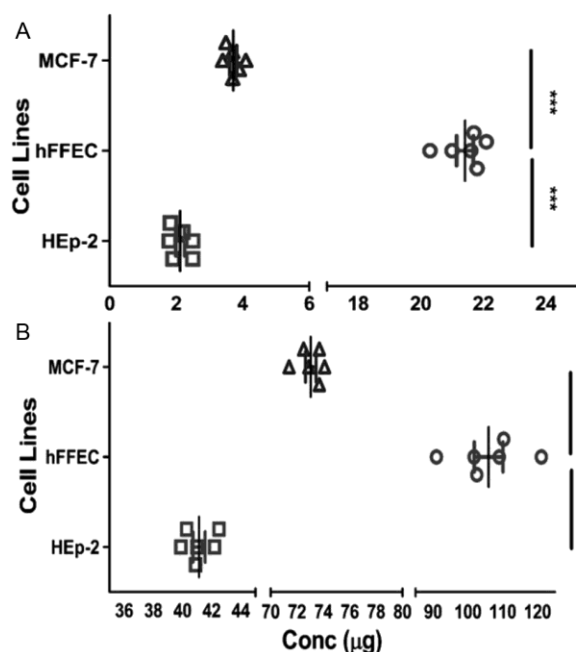 A
Cell Lines
MCF-7
hFFEC
HEp-2
***
***
0 2 4 6 18 20 22 24
B
Cell Lines
MCF-7
hFFEC
HEp-2
36 38 40 42 44 70 72 74 76 78 80 90 100 110 120
Conc (µg)